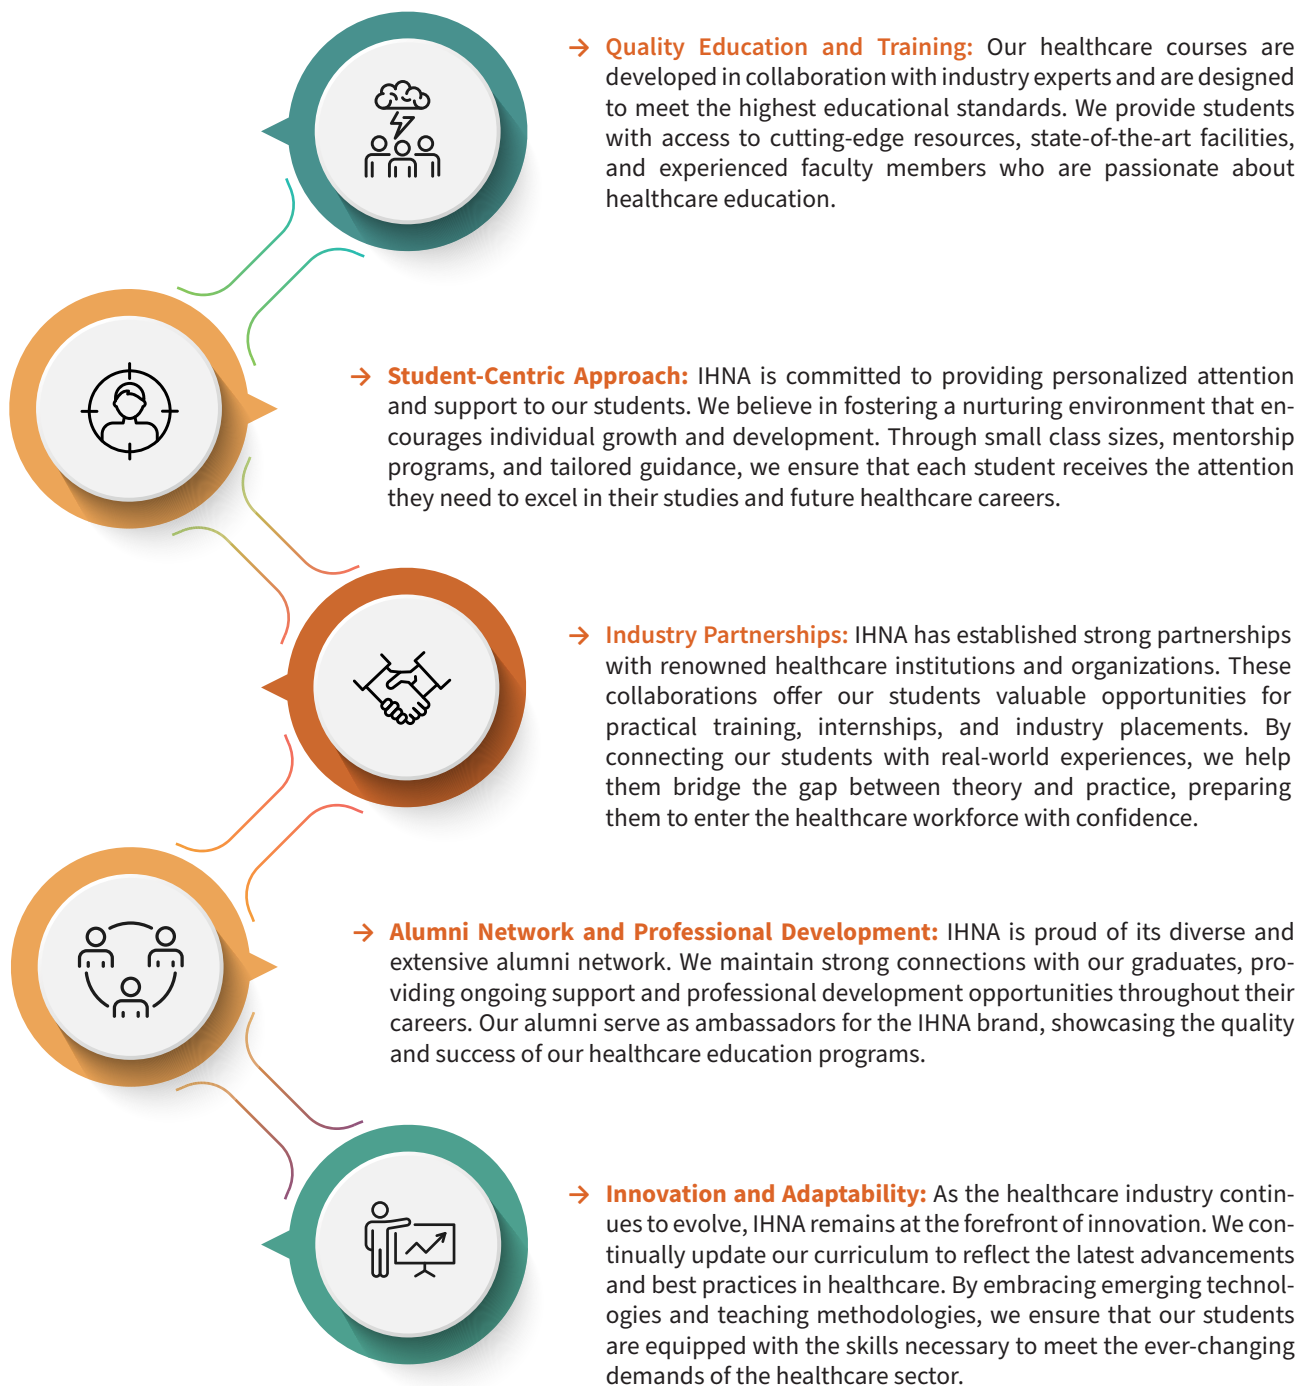 → Quality Education and Training: Our healthcare courses are
developed in collaboration with industry experts and are designed
to meet the highest educational standards. We provide students
with access to cutting-edge resources, state-of-the-art facilities,
and experienced faculty members who are passionate about
healthcare education.
→ Student-Centric Approach: IHNA is committed to providing personalized attention
and support to our students. We believe in fostering a nurturing environment that en-
courages individual growth and development. Through small class sizes, mentorship
programs, and tailored guidance, we ensure that each student receives the attention
they need to excel in their studies and future healthcare careers.
→ Industry Partnerships: IHNA has established strong partnerships
with renowned healthcare institutions and organizations. These
collaborations offer our students valuable opportunities for
practical training, internships, and industry placements. By
connecting our students with real-world experiences, we help
them bridge the gap between theory and practice, preparing
them to enter the healthcare workforce with confidence.
→ Alumni Network and Professional Development: IHNA is proud of its diverse and
extensive alumni network. We maintain strong connections with our graduates, pro-
viding ongoing support and professional development opportunities throughout their
careers. Our alumni serve as ambassadors for the IHNA brand, showcasing the quality
and success of our healthcare education programs.
→ Innovation and Adaptability: As the healthcare industry contin-
ues to evolve, IHNA remains at the forefront of innovation. We con-
tinually update our curriculum to reflect the latest advancements
and best practices in healthcare. By embracing emerging technol-
ogies and teaching methodologies, we ensure that our students
are equipped with the skills necessary to meet the ever-changing
demands of the healthcare sector.